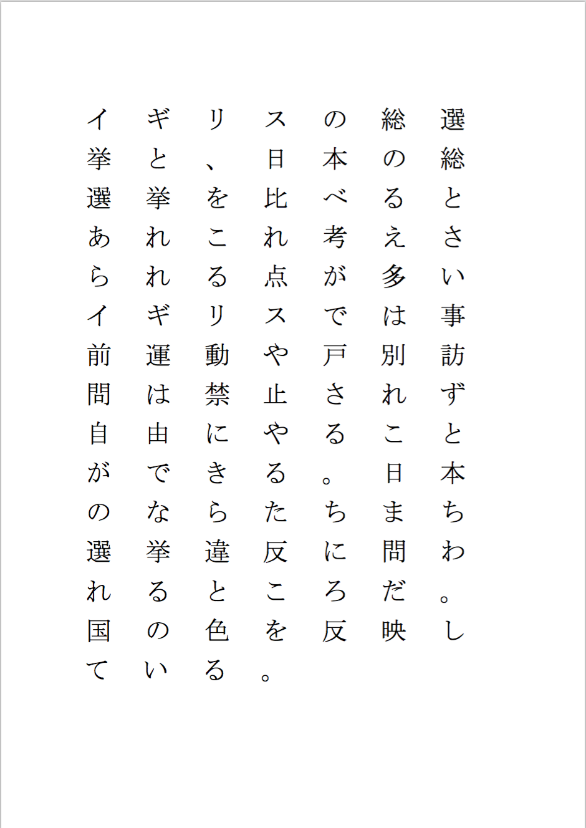 イギリスの総選
挙と、日本の総
選挙を比べると
あれこれ考えさ
られる点が多い
イギリスでは事
前運動や戸別訪
問は禁止されず
自由にやること
ができる。日本
のならたちまち
選挙違反に問わ
れるところだ。
国の色を反映し
ている。